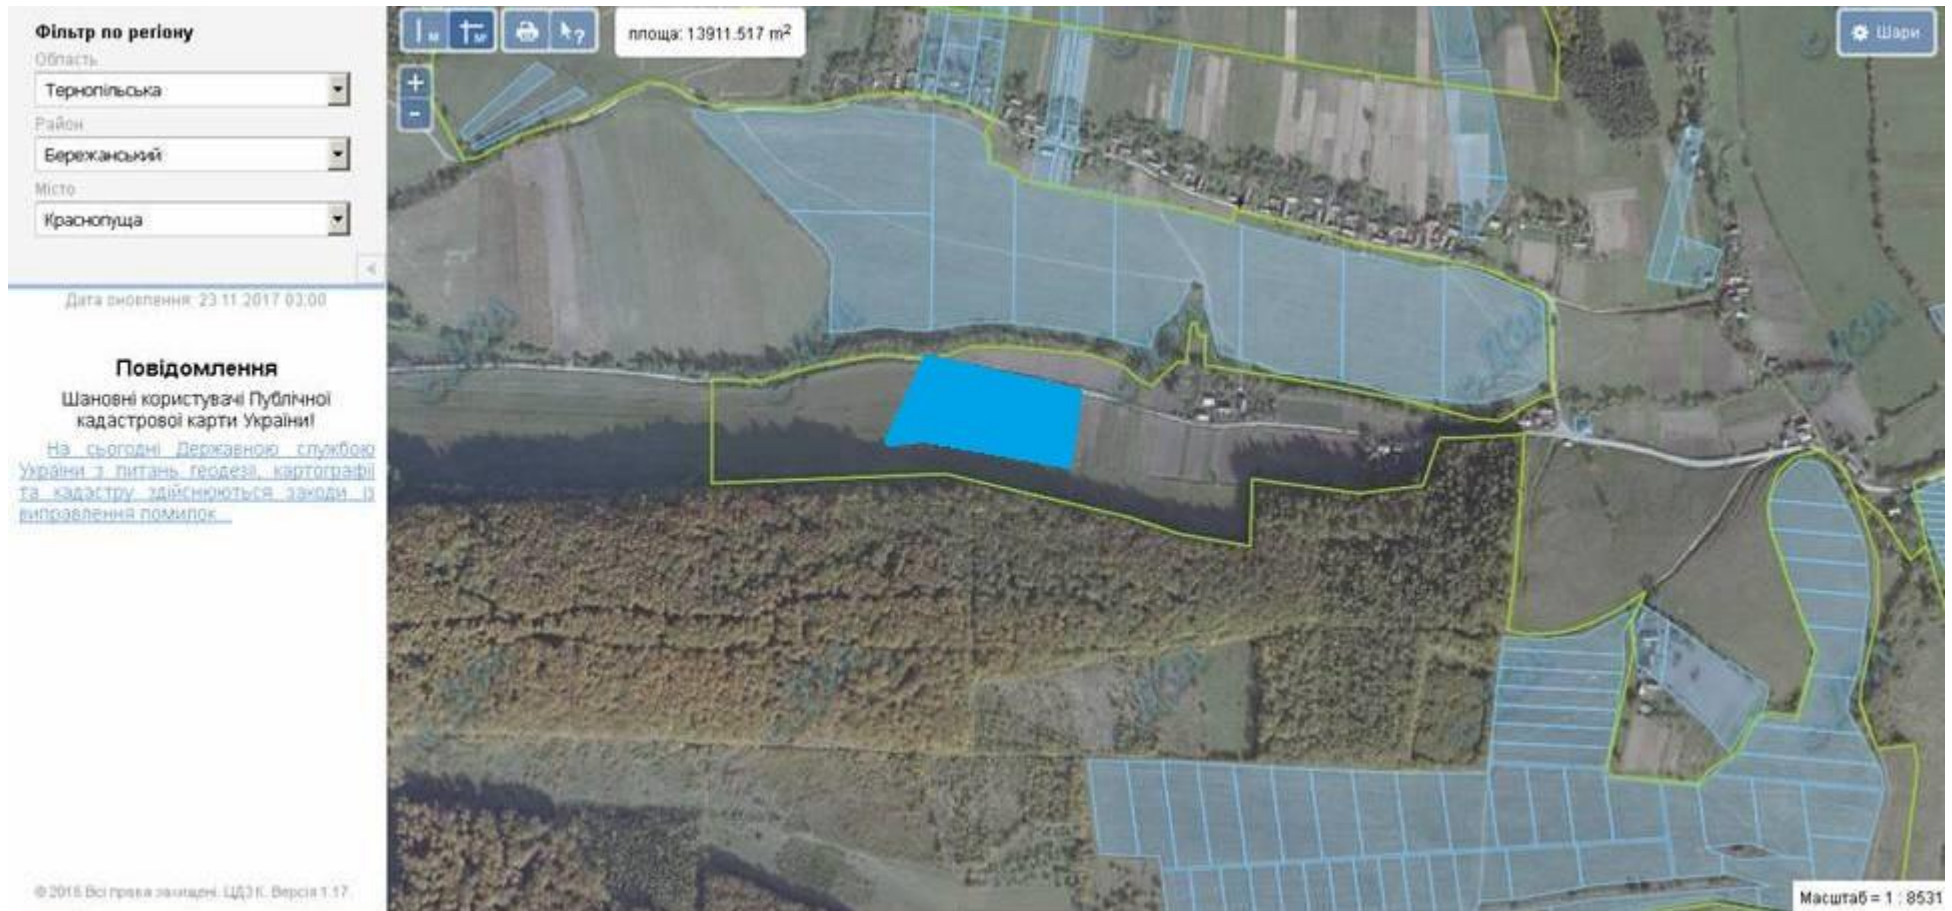 Фільтр по регіону
Область
Тернопільська
Район
Бережанський
Місто
Краснопуща
Дата оновлення: 23.11.2017 03:00
Повідомлення
Шановні користувачі Публічної
кадастрової карти України!
На сьогодні Державною службою
України з питань геодезії, картографії
та кадастру здійснюються заходи із
виправлення помилок...
© 2016 Всі права захищені. ЦДЗК. Версія 1.17.
м
м²
?
площа: 13911.517 m²
+
-
Шари
Масштаб = 1 : 8531